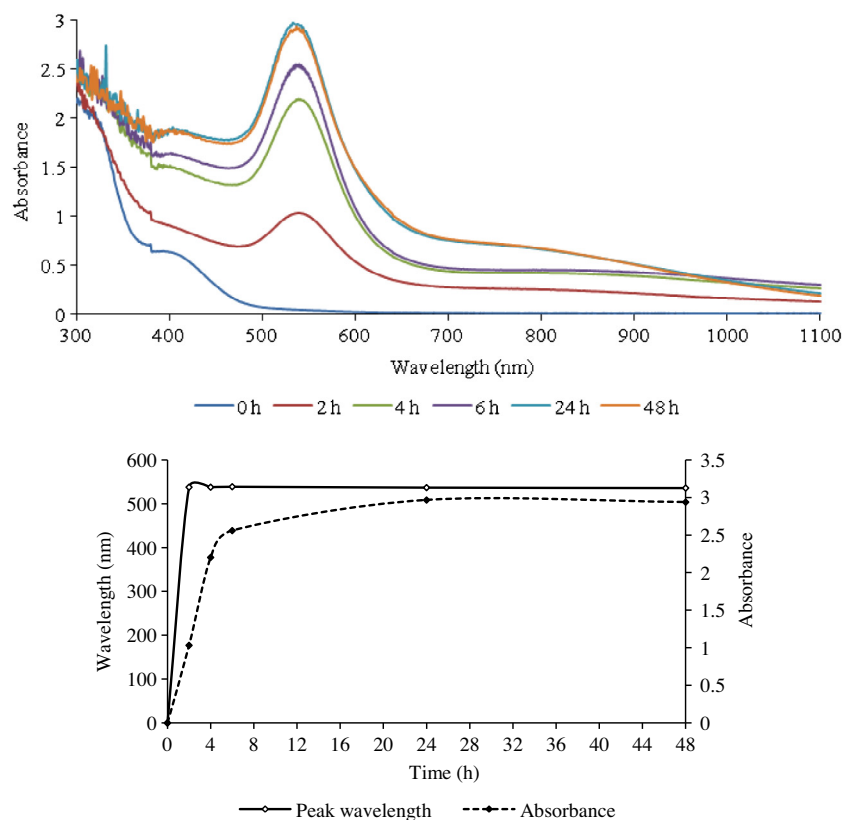 3
2.5
2
1.5
1
0.5
0
Absorbance
300 400 500 600 700 800 900 1000 1100
Wavelength (nm)
0 h 2 h 4 h 6 h 24 h 48 h
600
500
400
300
200
100
0
Wavelength (nm)
3.5
3
2.5
2
1.5
1
0.5
0
Absorbance
0 4 8 12 16 20 24 28 32 36 40 44 48
Time (h)
Peak wavelength Absorbance